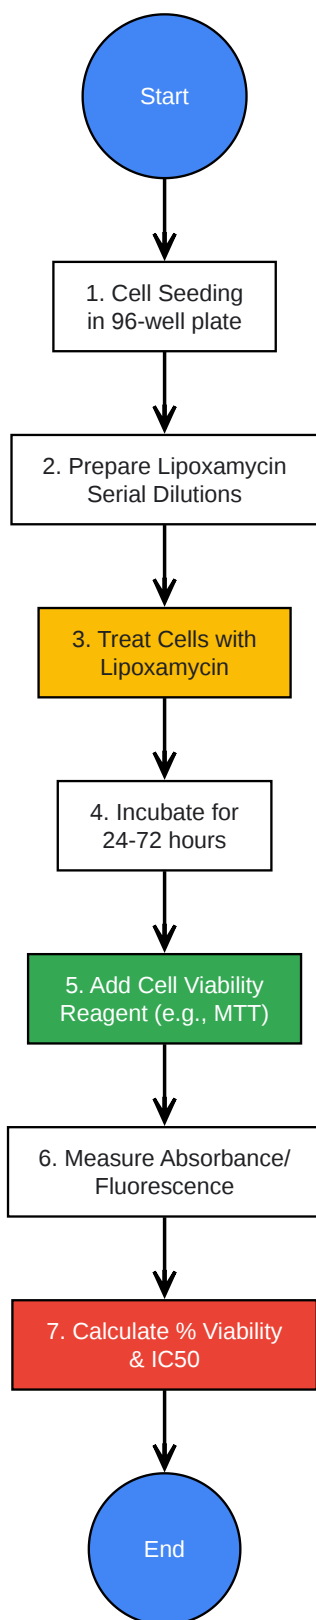 Start
1. Cell Seeding
in 96-well plate
2. Prepare Lipoxamycin
Serial Dilutions
3. Treat Cells with
Lipoxamycin
4. Incubate for
24-72 hours
5. Add Cell Viability
Reagent (e.g., MTT)
6. Measure Absorbance/
Fluorescence
7. Calculate % Viability
& IC50
End